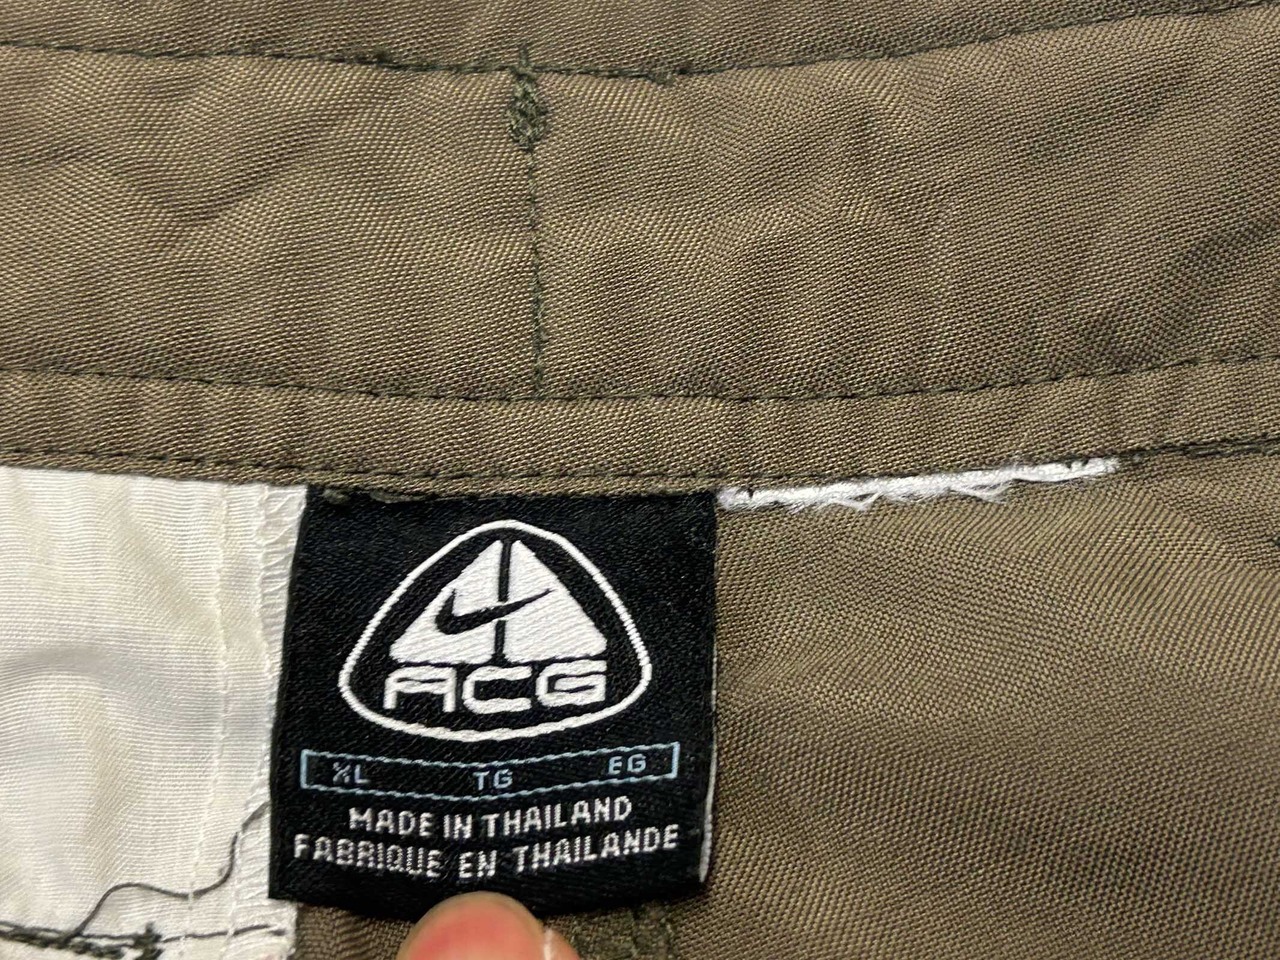 ACG
XL TG EG
MADE IN THAILAND
FABRIQUE EN THAILANDE